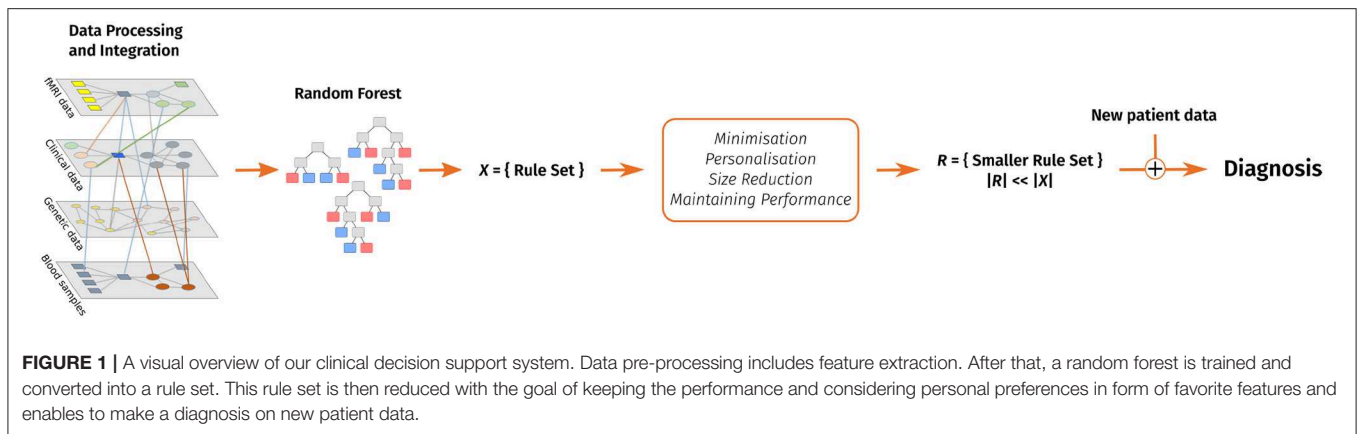 Data Processing
and Integration
fMRI data
Clinical data
Genetic data
Blood samples
Random Forest
X = { Rule Set }
Minimisation
Personalisation
Size Reduction
Maintaining Performance
R = { Smaller Rule Set }
|R| << |X|
New patient data
+
Diagnosis
FIGURE 1 | A visual overview of our clinical decision support system. Data pre-processing includes feature extraction. After that, a random forest is trained and
converted into a rule set. This rule set is then reduced with the goal of keeping the performance and considering personal preferences in form of favorite features and
enables to make a diagnosis on new patient data.